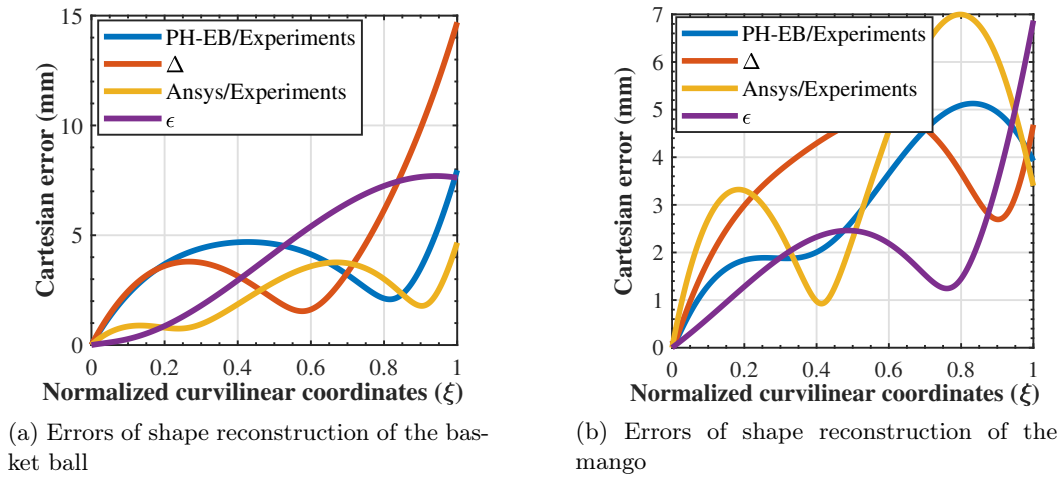 15
10
5
0
Cartesian error (mm)
PH-EB/Experiments
Δ
Ansys/Experiments
ϵ
0 0.2 0.4 0.6 0.8 1
Normalized curvilinear coordinates (ξ)
(a) Errors of shape reconstruction of the bas-
ket ball
7
6
5
4
3
2
1
0
Cartesian error (mm)
PH-EB/Experiments
Δ
Ansys/Experiments
ϵ
0 0.2 0.4 0.6 0.8 1
Normalized curvilinear coordinates (ξ)
(b) Errors of shape reconstruction of the
mango